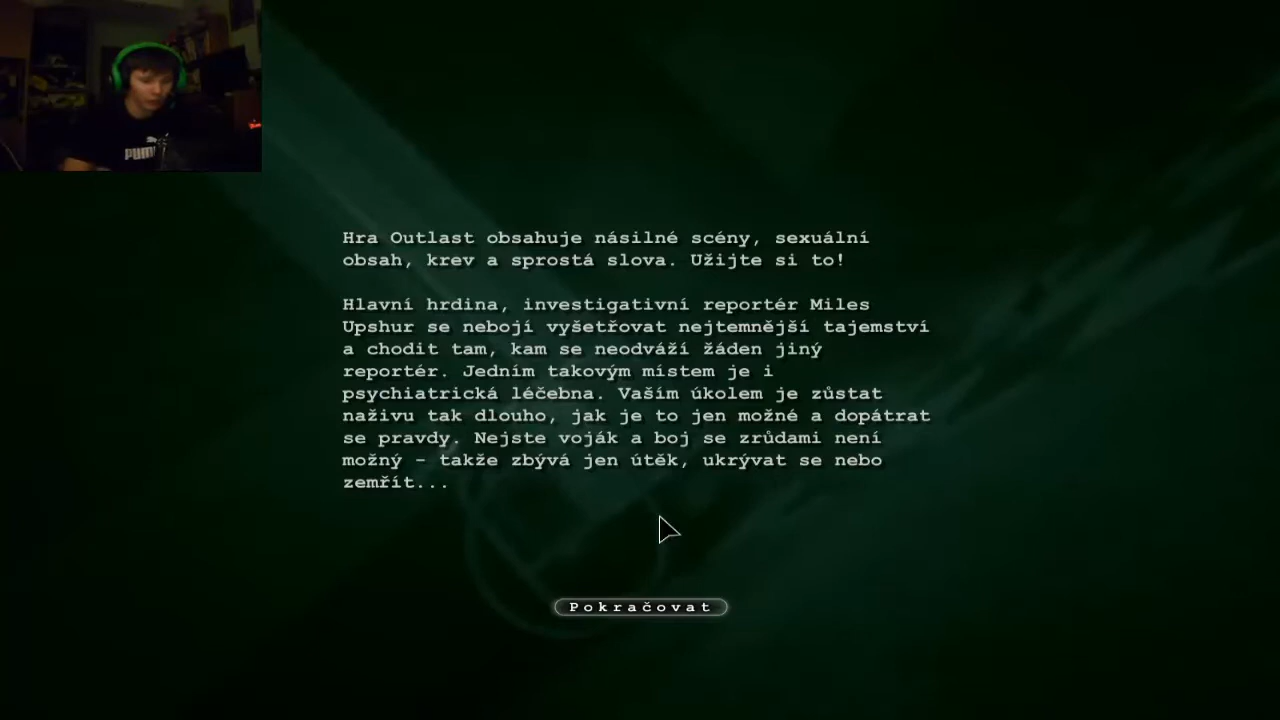 PUMA
Hra Outlast obsahuje násilné scény, sexuální
obsah, krev a sprostá slova. Užijte si to!
Hlavní hrdina, investigativní reportér Miles
Upshur se nebojí vyšetřovat nejtemnější tajemství
a chodit tam, kam se neodváží žáden jiný
reportér. Jedním takovým místem je i
psychiatrická léčebna. Vaším úkolem je zůstat
naživu tak dlouho, jak je to jen možné a dopátrat
se pravdy. Nejste voják a boj se zrůdami není
možný – takže zbývá jen útěk, ukrývat se nebo
zemřít...
Pokračovat